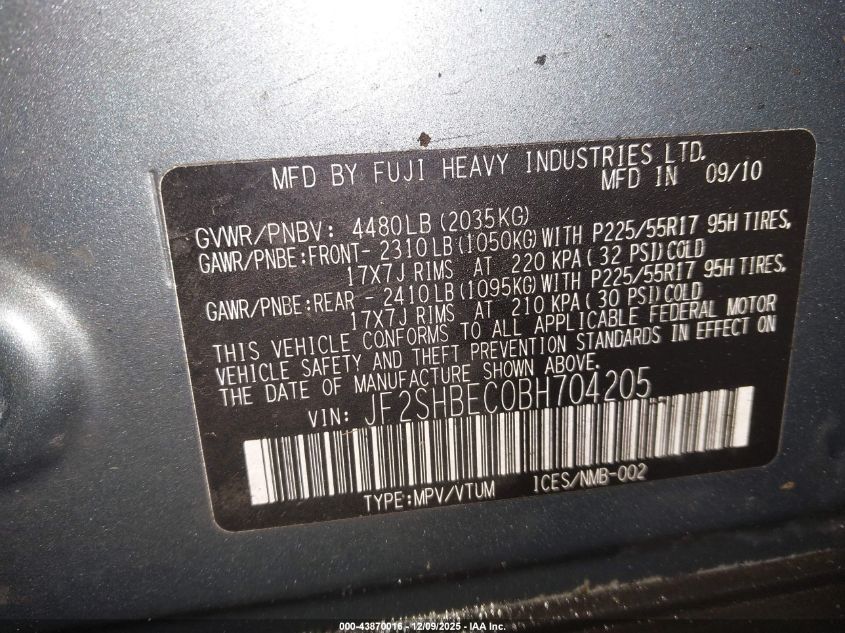 MFD BY FUJI HEAVY INDUSTRIES LTD.
MFD IN 09/10
GVWR/PNBV: 4480LB(2035KG)
GAWR/PNBE:FRONT- 2310LB(1050KG)WITH P225/55R17 95H TIRES,
17X7J RIMS AT 220 KPA( 32 PSI)COLD
GAWR/PNBE:REAR - 2410LB(1095KG)WITH P225/55R17 95H TIRES,
17X7J RIMS AT 210 KPA( 30 PSI)COLD
THIS VEHICLE CONFORMS TO ALL APPLICABLE FEDERAL MOTOR
VEHICLE SAFETY AND THEFT PREVENTION STANDARDS IN EFFECT ON
THE DATE OF MANUFACTURE SHOWN ABOVE.
VIN: JF2SHBEC0BH704205
TYPE:MPV/VTUM ICES/NMB-002
000-43870016 - 12/09/2025 - IAA Inc.